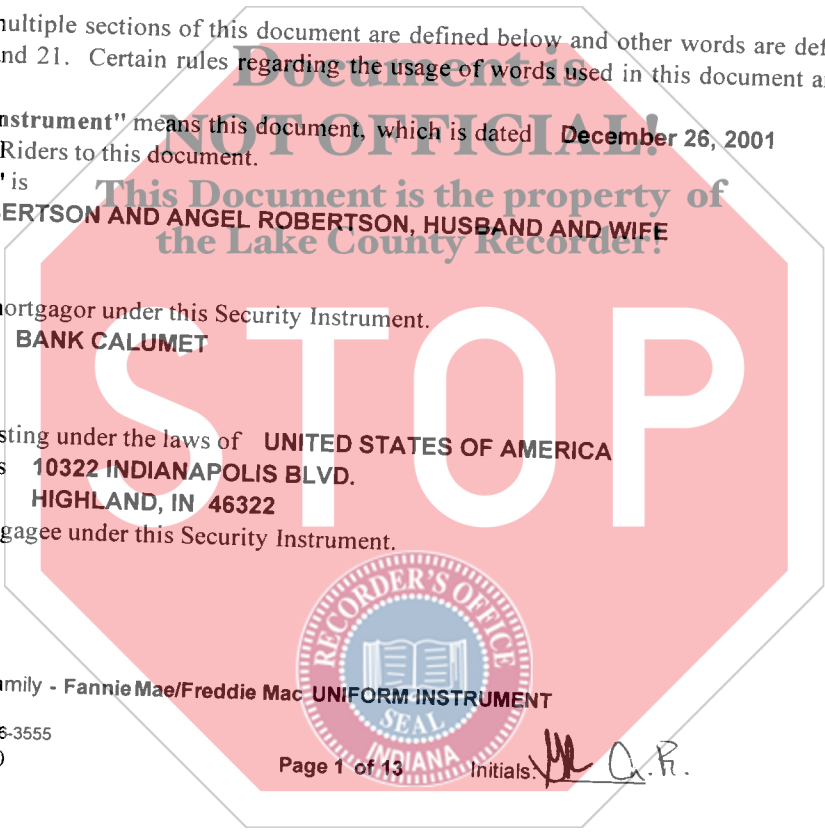 ultiple sections of this document are defined below and other words are def
nd 21. Certain rules regarding the usage of words used in this document a
Document is
nstrument" means this document, which is dated December 26, 2001
NOT OFFICIAL!
Riders to this document.
" is
This Document is the property of
ERTSON AND ANGEL ROBERTSON, HUSBAND AND WIFE
the Lake County Recorder!
ortgagor under this Security Instrument.
BANK CALUMET
STOP
sting under the laws of UNITED STATES OF AMERICA
s 10322 INDIANAPOLIS BLVD.
HIGHLAND, IN 46322
gagee under this Security Instrument.
RECORDER'S OFFICE
SEAL
INDIANA
mily - Fannie Mae/Freddie Mac UNIFORM INSTRUMENT
6-3555
)
Page 1 of 13 Initials: A.R.